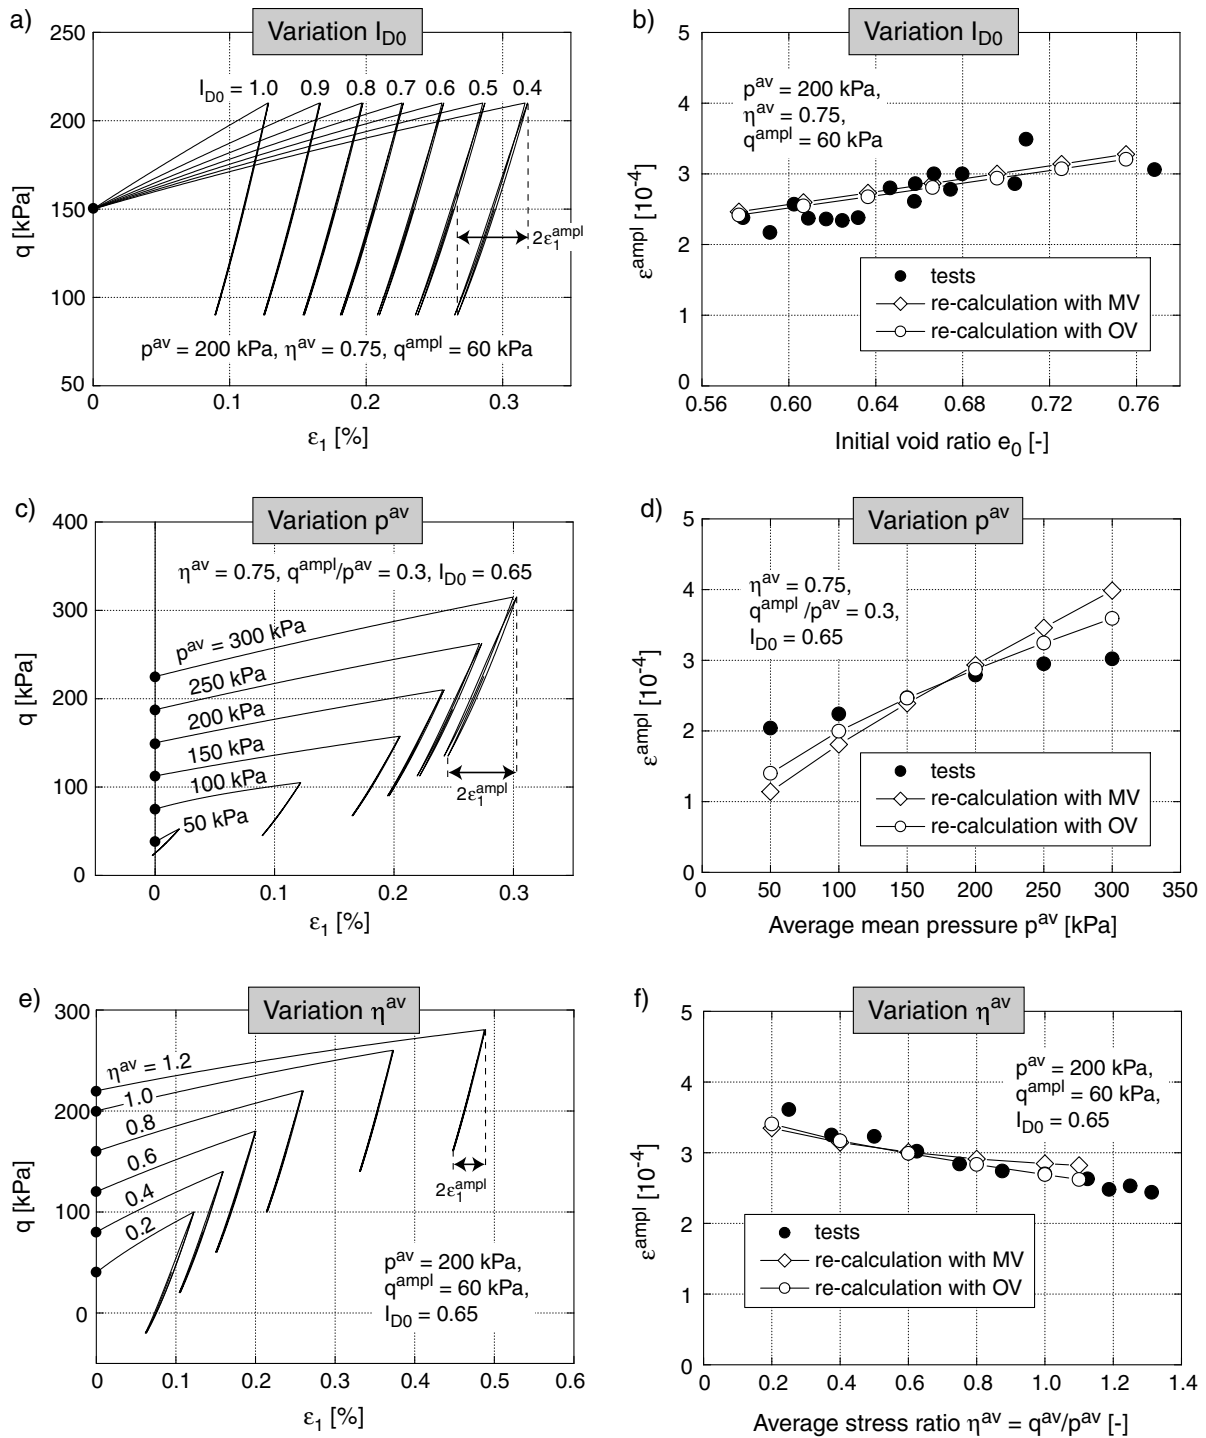 a)
Variation I_D0
250
200
150
100
50
q [kPa]
I_D0 = 1.0 0.9 0.8 0.7 0.6 0.5 0.4
2ε_1^ampl
p^av = 200 kPa, η^av = 0.75, q^ampl = 60 kPa
0 0.1 0.2 0.3
ε_1 [%]
b)
Variation I_D0
5
4
3
2
1
0
ε^ampl [10^-4]
p^av = 200 kPa,
η^av = 0.75,
q^ampl = 60 kPa
tests
re-calculation with MV
re-calculation with OV
0.56 0.60 0.64 0.68 0.72 0.76
Initial void ratio e_0 [-]
c)
Variation p^av
400
300
200
100
0
q [kPa]
η^av = 0.75, q^ampl/p^av = 0.3, I_D0 = 0.65
p^av = 300 kPa
250 kPa
200 kPa
150 kPa
100 kPa
50 kPa
2ε_1^ampl
0 0.1 0.2 0.3
ε_1 [%]
d)
Variation p^av
5
4
3
2
1
0
ε^ampl [10^-4]
η^av = 0.75,
q^ampl /p^av = 0.3,
I_D0 = 0.65
tests
re-calculation with MV
re-calculation with OV
0 50 100 150 200 250 300 350
Average mean pressure p^av [kPa]
e)
Variation η^av
300
200
100
0
q [kPa]
η^av = 1.2
1.0
0.8
0.6
0.4
0.2
2ε_1^ampl
p^av = 200 kPa,
q^ampl = 60 kPa,
I_D0 = 0.65
0 0.1 0.2 0.3 0.4 0.5 0.6
ε_1 [%]
f)
Variation η^av
5
4
3
2
1
0
ε^ampl [10^-4]
p^av = 200 kPa,
q^ampl = 60 kPa,
I_D0 = 0.65
tests
re-calculation with MV
re-calculation with OV
0 0.2 0.4 0.6 0.8 1.0 1.2 1.4
Average stress ratio η^av = q^av/p^av [-]